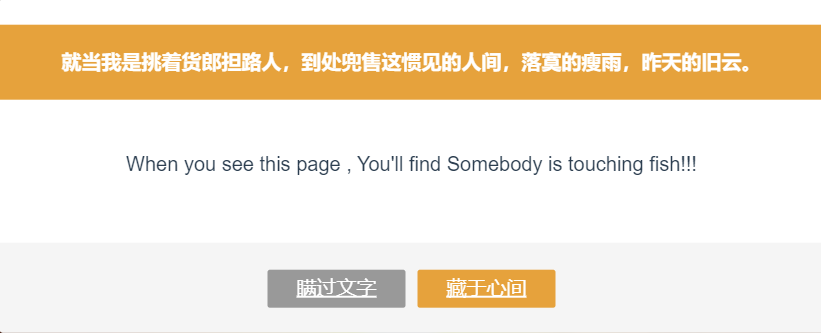 就当我是挑着货郎担路人，到处兜售这惯见的人间，落寞的瘦雨，昨天的旧云。
When you see this page , You'll find Somebody is touching fish!!!
瞒过文字
藏于心间